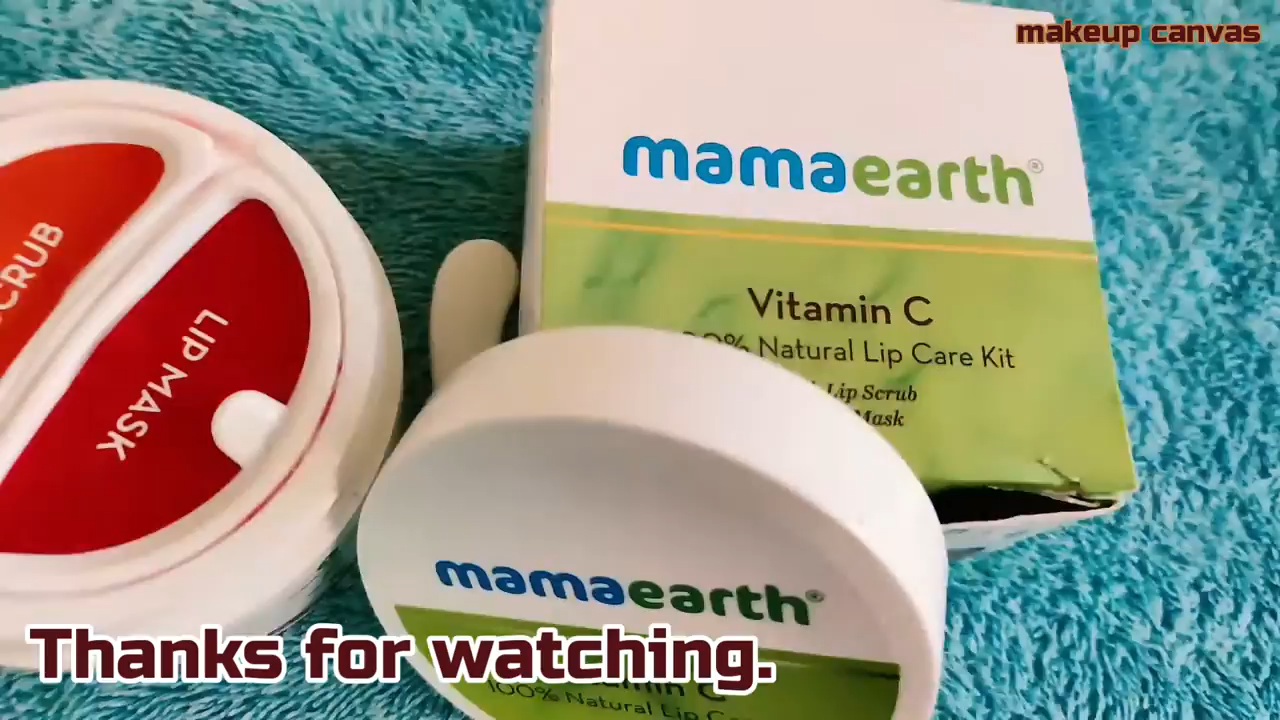 makeup canvas
mamaearth®
Vitamin C
% Natural Lip Care Kit
Lip Scrub
Mask
LIP MASK
mamaearth®
100% Natural Lip
Thanks for watching.